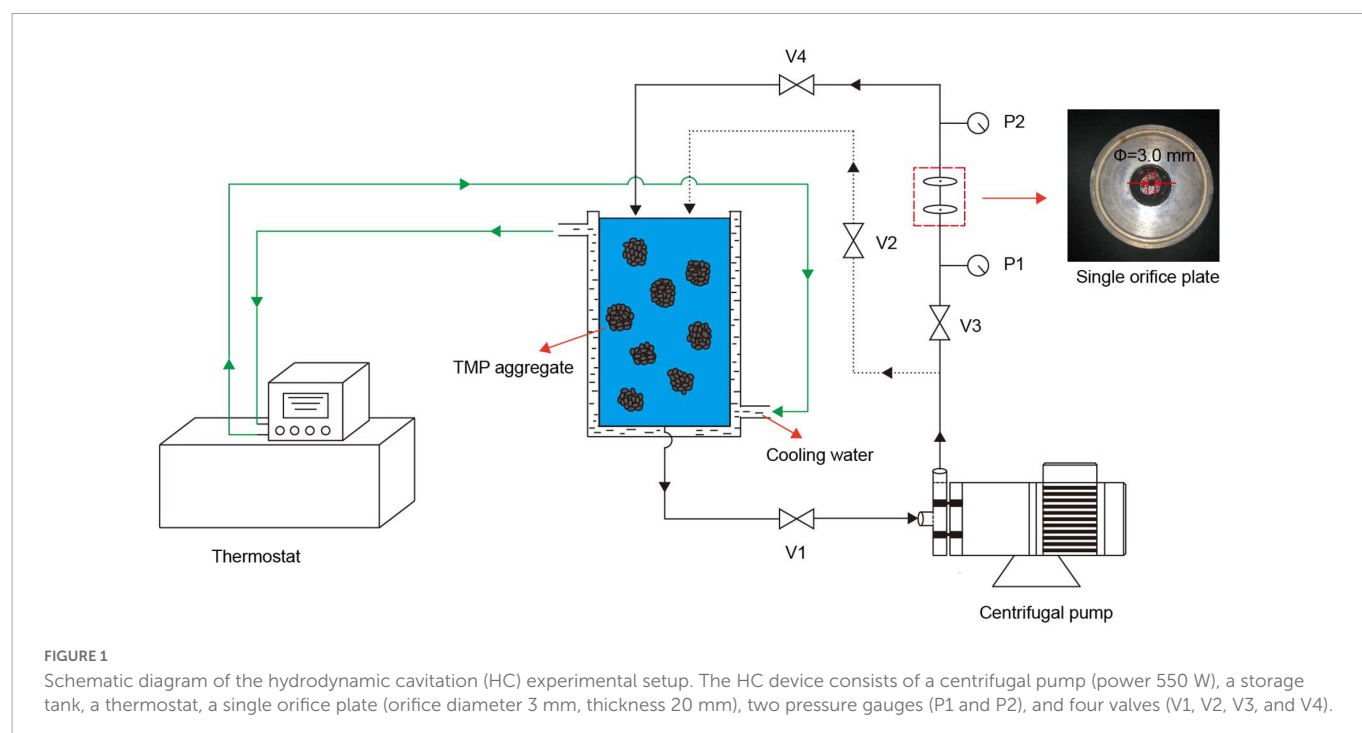 V4
P2
Φ=3.0 mm
V2
P1
Single orifice plate
V3
TMP aggregate
Cooling water
Thermostat
V1
Centrifugal pump
FIGURE 1
Schematic diagram of the hydrodynamic cavitation (HC) experimental setup. The HC device consists of a centrifugal pump (power 550 W), a storage
tank, a thermostat, a single orifice plate (orifice diameter 3 mm, thickness 20 mm), two pressure gauges (P1 and P2), and four valves (V1, V2, V3, and V4).